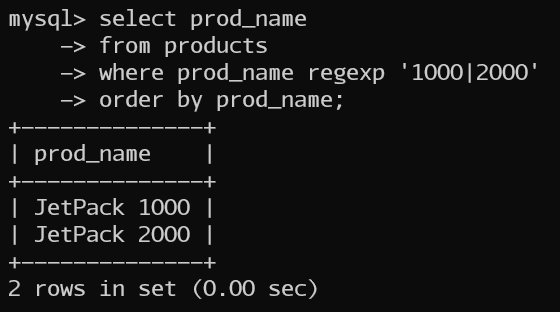 mysql> select prod_name
    -> from products
    -> where prod_name regexp '1000|2000'
    -> order by prod_name;
+--------------+
| prod_name    |
+--------------+
| JetPack 1000 |
| JetPack 2000 |
+--------------+
2 rows in set (0.00 sec)